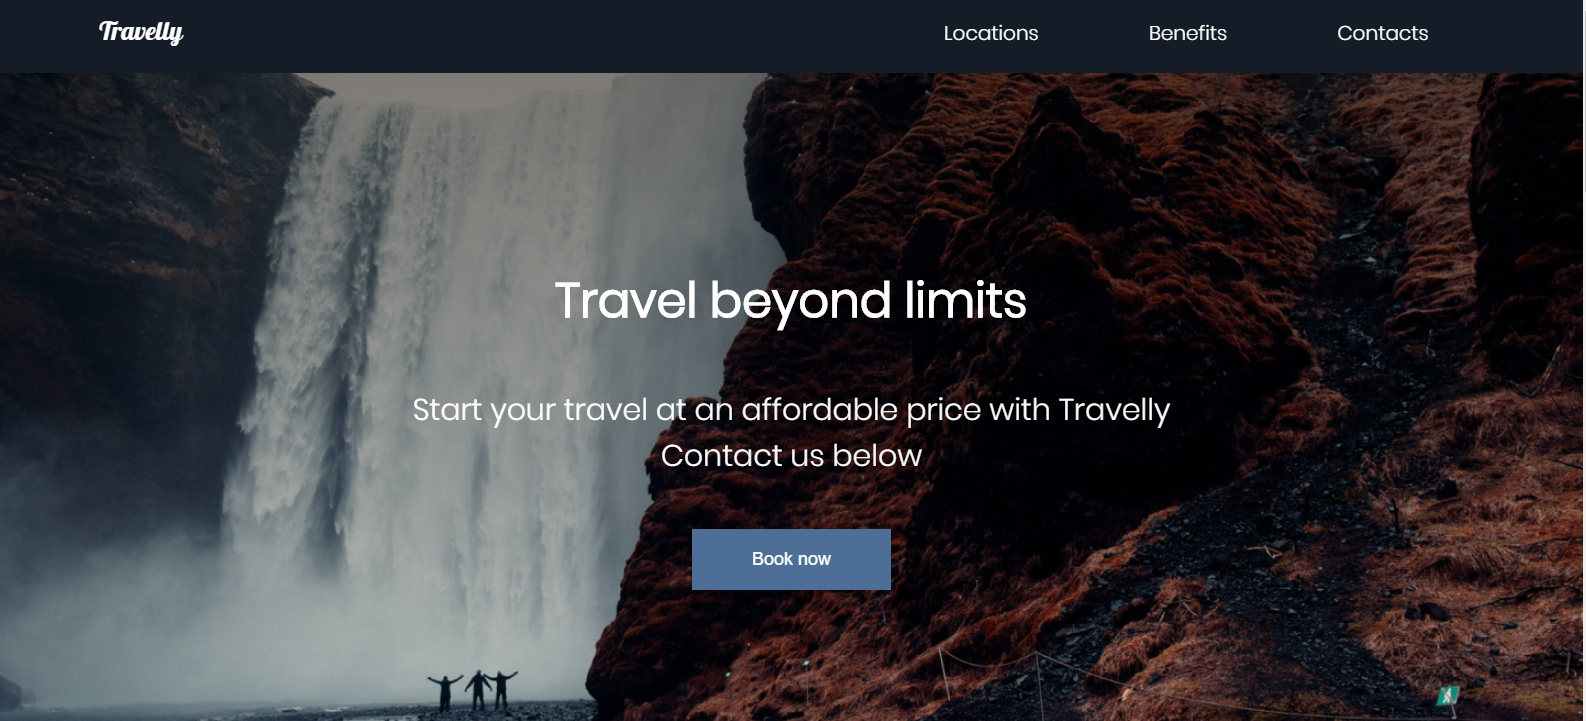 Travelly
Locations Benefits Contacts
Travel beyond limits
Start your travel at an affordable price with Travelly
Contact us below
Book now